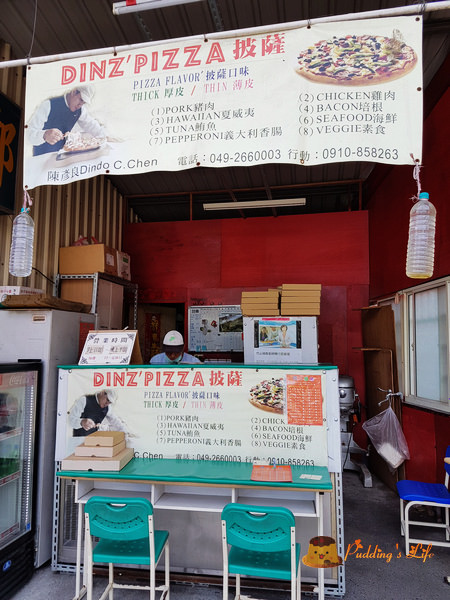 DINZ'PIZZA 披薩
PIZZA FLAVOR'披薩口味
THICK 厚皮 / THIN 薄皮
(1)PORK豬肉
(2) CHICKEN雞肉
(3)HAWAIIAN夏威夷
(4) BACON培根
(5)TUNA鮪魚
(6)SEAFOOD海鮮
(7)PEPPERONI義大利香腸
(8) VEGGIE素食
陳彥良Dindo C.Chen
電話:049-2660003 行動:0910-858263
營業時間
DINZ'PIZZA 披薩
PIZZA FLAVOR'披薩口味
THICK 厚皮 / THIN 薄皮
(1)PORK豬肉
(2) CHICK
(3)HAWAIIAN夏威夷
(4) BACON培根
(5)TUNA鮪魚
(6)SEAFOOD海鮮
(7)PEPPERONI義大利香腸
(8)VEGGIE素食
C.Chen
電話:049-2660003 行動:0910-858263
Pudding's Life